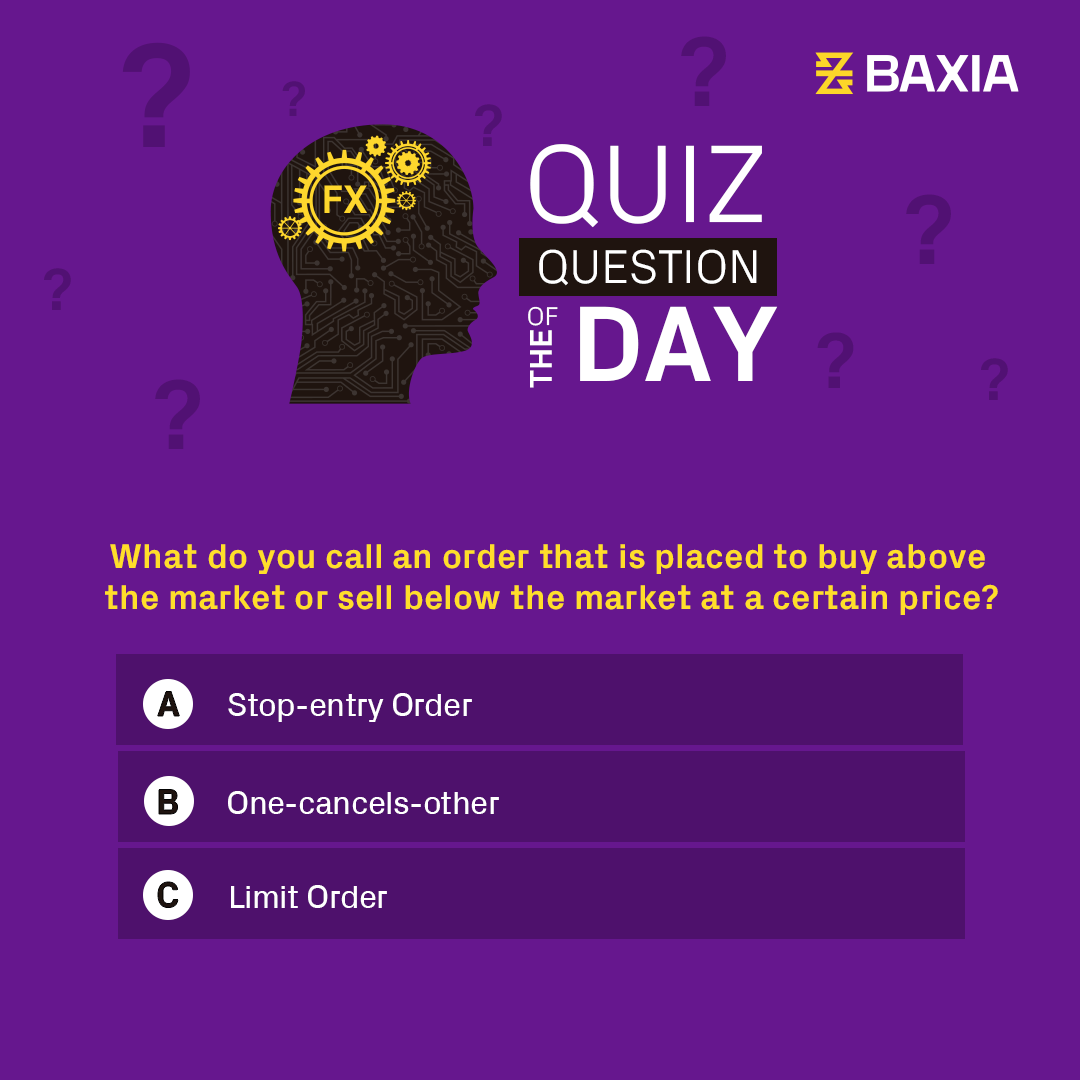 BAXIA
FX
QUIZ
QUESTION
OF THE DAY
What do you call an order that is placed to buy above
the market or sell below the market at a certain price?
A Stop-entry Order
B One-cancels-other
C Limit Order